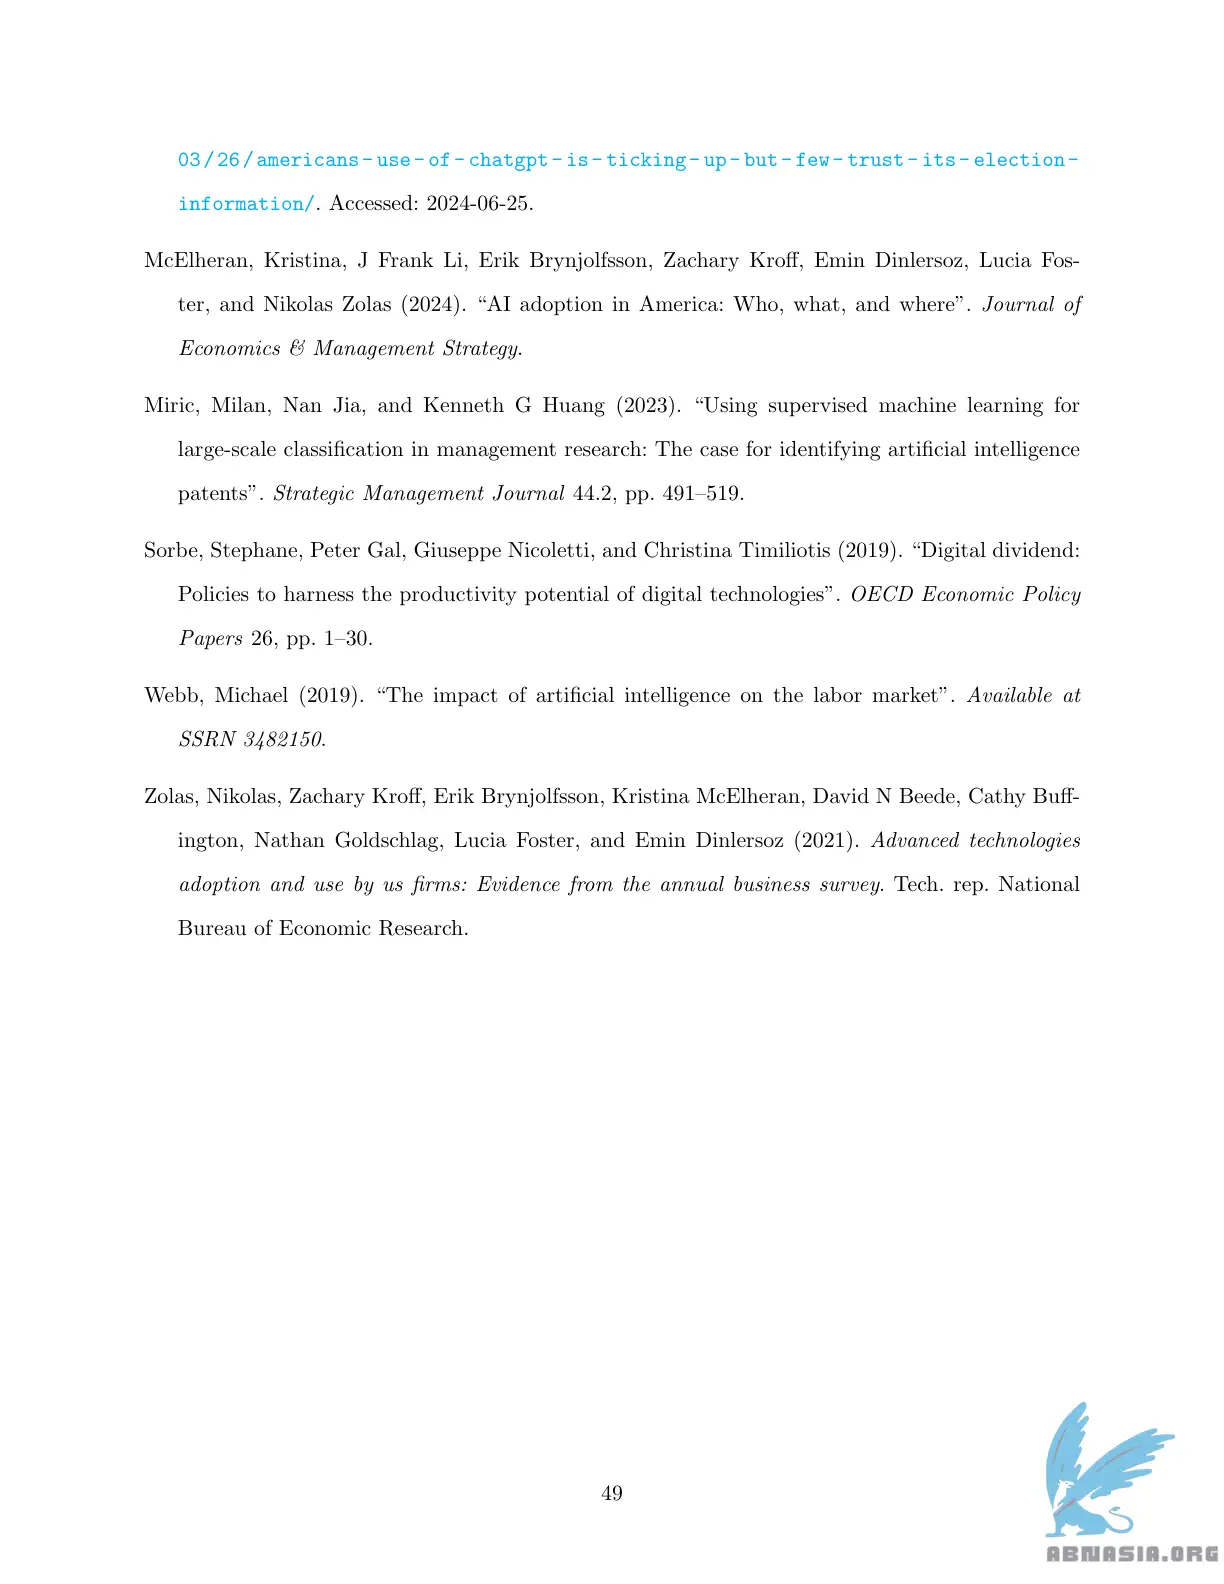 03/26/americans-use-of-chatgpt-is-ticking-up-but-few-trust-its-election-
information/. Accessed: 2024-06-25.
McElheran, Kristina, J Frank Li, Erik Brynjolfsson, Zachary Kroff, Emin Dinlersoz, Lucia Fos-
ter, and Nikolas Zolas (2024). “AI adoption in America: Who, what, and where”. Journal of
Economics & Management Strategy.
Miric, Milan, Nan Jia, and Kenneth G Huang (2023). “Using supervised machine learning for
large-scale classification in management research: The case for identifying artificial intelligence
patents”. Strategic Management Journal 44.2, pp. 491–519.
Sorbe, Stephane, Peter Gal, Giuseppe Nicoletti, and Christina Timiliotis (2019). “Digital dividend:
Policies to harness the productivity potential of digital technologies”. OECD Economic Policy
Papers 26, pp. 1–30.
Webb, Michael (2019). “The impact of artificial intelligence on the labor market”. Available at
SSRN 3482150.
Zolas, Nikolas, Zachary Kroff, Erik Brynjolfsson, Kristina McElheran, David N Beede, Cathy Buff-
ington, Nathan Goldschlag, Lucia Foster, and Emin Dinlersoz (2021). Advanced technologies
adoption and use by us firms: Evidence from the annual business survey. Tech. rep. National
Bureau of Economic Research.
49
ABNASIA.ORG